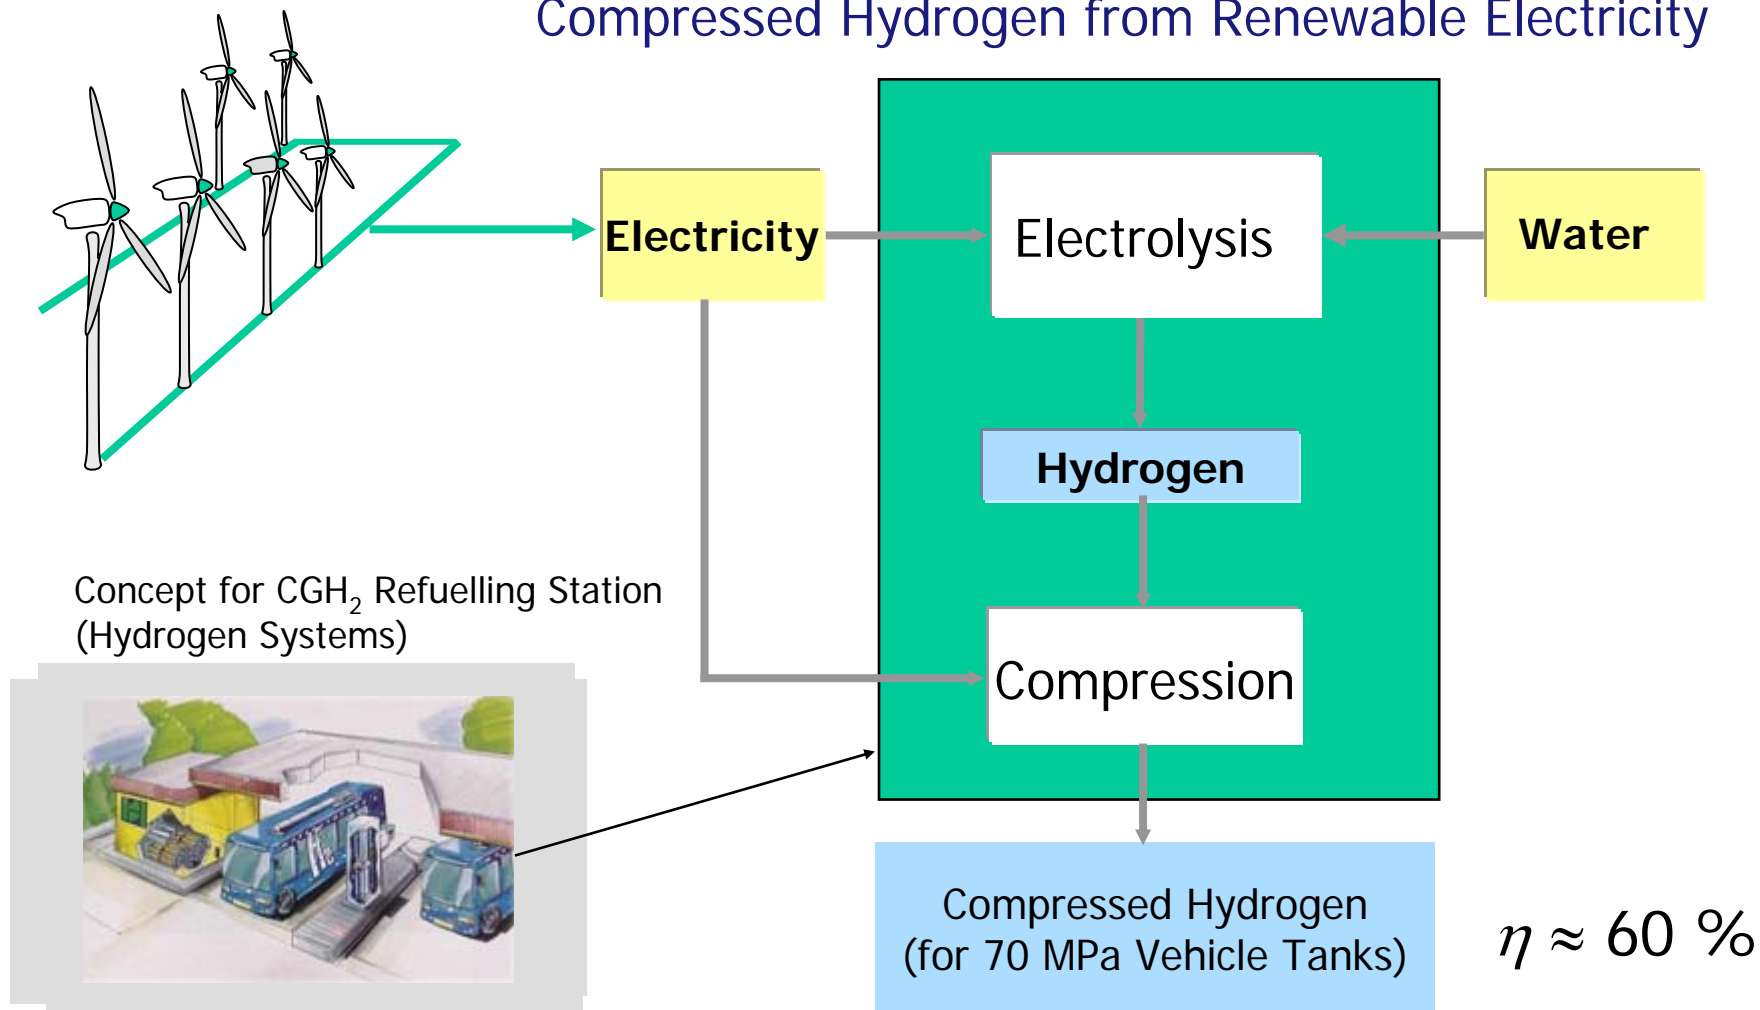 Compressed Hydrogen from Renewable Electricity
Electricity
Electrolysis
Water
Hydrogen
Concept for CGH₂ Refuelling Station
(Hydrogen Systems)
Compression
Compressed Hydrogen
(for 70 MPa Vehicle Tanks)
η ≈ 60 %